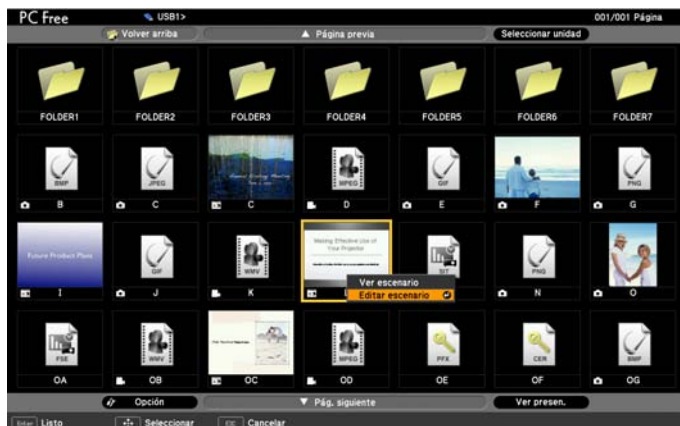 PC Free USB1> 001/001 Página
Volver arriba Página previa Seleccionar unidad
FOLDER1 FOLDER2 FOLDER3 FOLDER4 FOLDER5 FOLDER6 FOLDER7
BMP JPEG MPEG GIF PNG
B C C D E F G
Future Product Plans GIF WMV Making Effective Use of SIT PNG
Your Projector
Ver escenario
Editar escenario
I J K N O
FSE WMV MPEG PFX CER BMP
OA OB OC OD OE OF OG
Opción Pág. siguiente Ver presen.
Enter Listo Seleccionar ESC Cancelar